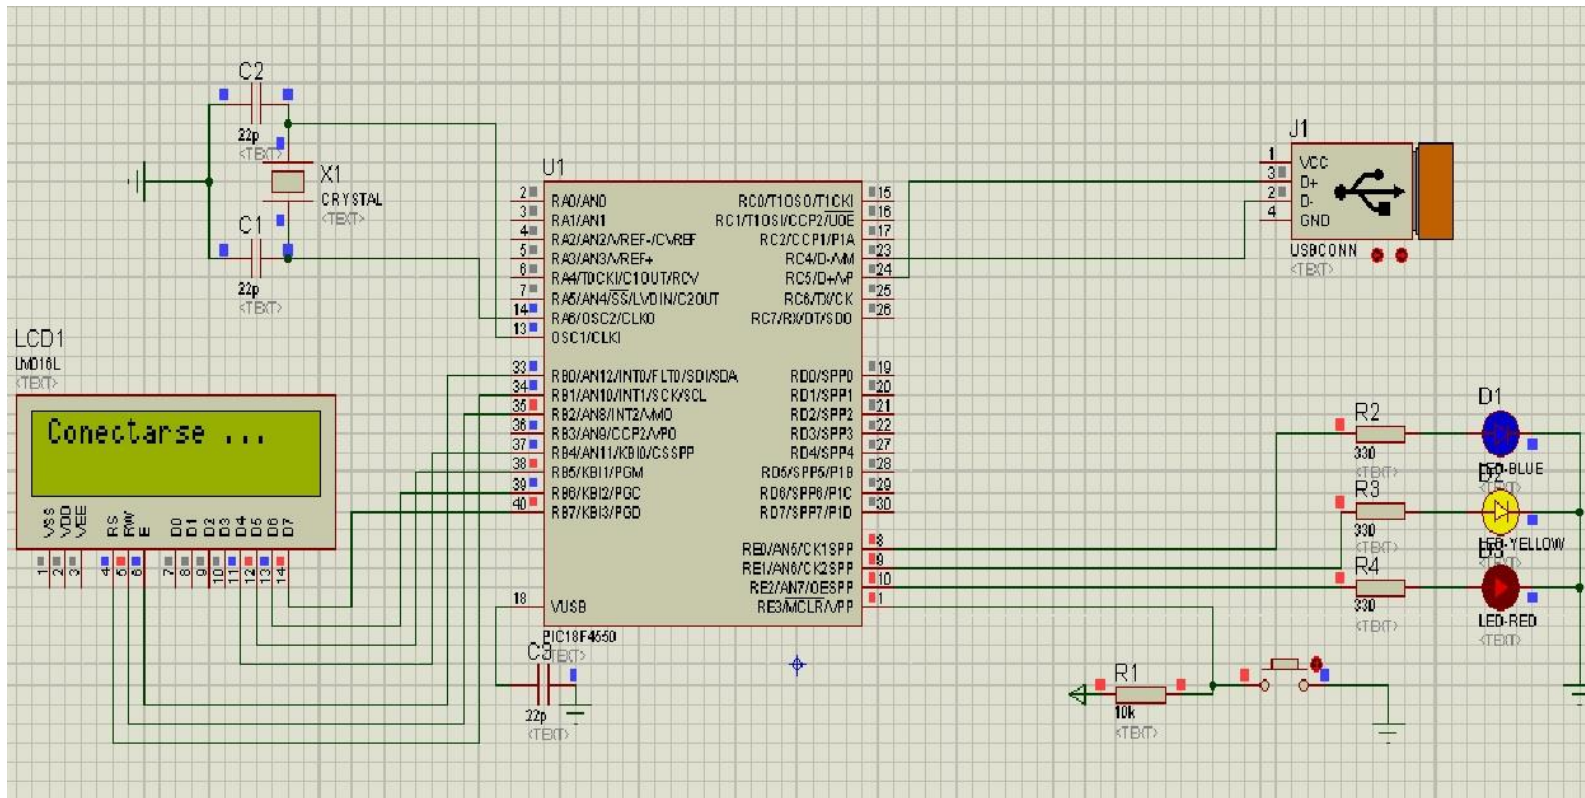 C2
22p
<TEXT>
X1
CRYSTAL
<TEXT>
C1
22p
<TEXT>
LCD1
LM016L
<TEXT>
Conectarse ...
VSS
VDD
VEE
RS
RW
E
D0
D1
D2
D3
D4
D5
D6
D7
1
2
3
4
5
6
7
8
9
10
11
12
13
14
U1
2 RA0/AN0
3 RA1/AN1
4 RA2/AN2/VREF-/CVREF
5 RA3/AN3/VREF+
6 RA4/T0CKI/C1OUT/RCV
7 RA5/AN4/SS/LVDIN/C2OUT
14 RA6/OSC2/CLKO
13 OSC1/CLKI
33 RB0/AN12/INT0/FLT0/SDI/SDA
34 RB1/AN10/INT1/SCK/SCL
35 RB2/AN8/INT2/VMO
36 RB3/AN9/CCP2/VPO
37 RB4/AN11/KBI0/CSSPP
38 RB5/KBI1/PGM
39 RB6/KBI2/PGC
40 RB7/KBI3/PGD
18 VUSB
RC0/T1OSO/T1CKI 15
RC1/T1OSI/CCP2/UOE 16
RC2/CCP1/P1A 17
RC4/D-/VM 23
RC5/D+/VP 24
RC6/TX/CK 25
RC7/RX/DT/SDO 26
RD0/SPP0 19
RD1/SPP1 20
RD2/SPP2 21
RD3/SPP3 22
RD4/SPP4 27
RD5/SPP5/P1B 28
RD6/SPP6/P1C 29
RD7/SPP7/P1D 30
RE0/AN5/CK1SPP 8
RE1/AN6/CK2SPP 9
RE2/AN7/OESPP 10
RE3/MCLR/VPP 1
PIC18F4550
<TEXT>
C3
22p
<TEXT>
J1
1 VCC
3 D+
2 D-
4 GND
USBCONN
<TEXT>
R2
330
<TEXT>
D1
LED-BLUE
<TEXT>
R3
330
<TEXT>
D2
LED-YELLOW
<TEXT>
R4
330
<TEXT>
D3
LED-RED
<TEXT>
R1
10k
<TEXT>